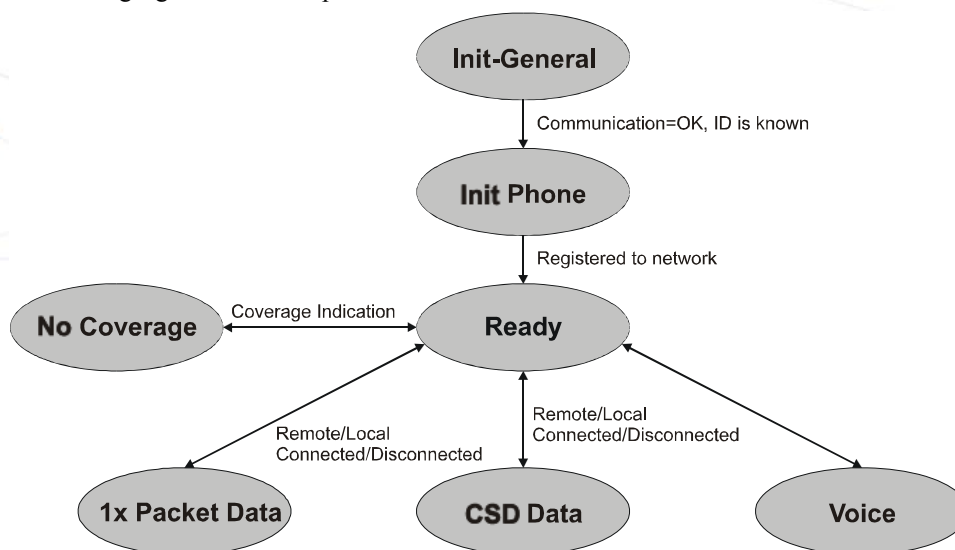 Init-General
Communication=OK, ID is known
Init Phone
Registered to network
No Coverage
Coverage Indication
Ready
Remote/Local
Connected/Disconnected
Remote/Local
Connected/Disconnected
1x Packet Data
CSD Data
Voice